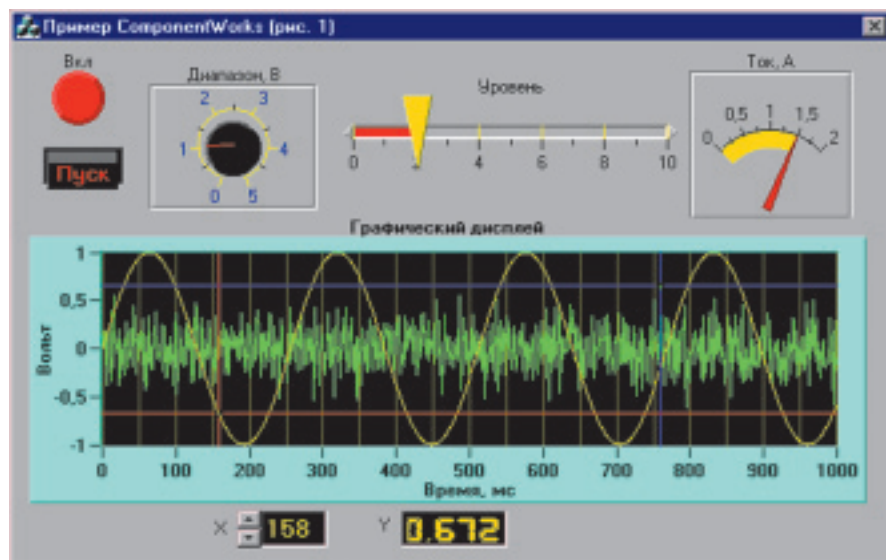 Пример ComponentWorks (рис. 1)
Вкл
Пуск
Диапазон, В
0 1 2 3 4 5
Уровень
0 4 6 8 10
Ток, А
0 0,5 1 1,5 2
Графический дисплей
Вольт
1
0,5
0
-0,5
-1
0 100 200 300 400 500 600 700 800 900 1000
Время, мс
X 158 Y 0.672